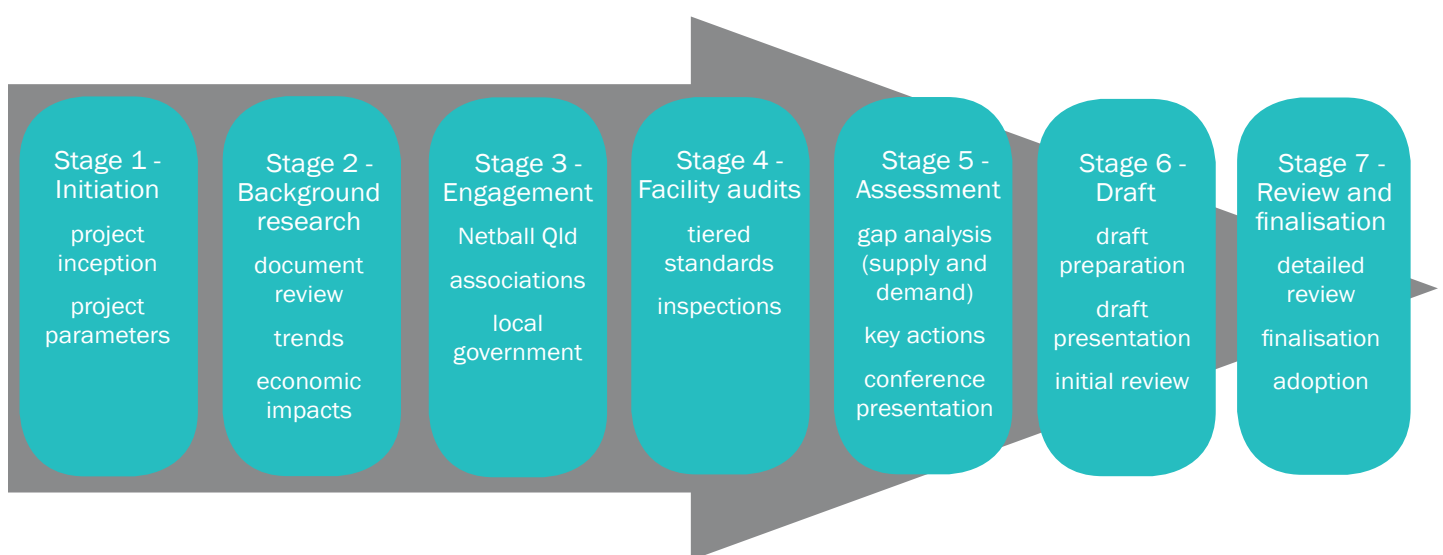 Stage 1 -
Initiation
project
inception
project
parameters
Stage 2 -
Background
research
document
review
trends
economic
impacts
Stage 3 -
Engagement
Netball Qld
associations
local
government
Stage 4 -
Facility audits
tiered
standards
inspections
Stage 5 -
Assessment
gap analysis
(supply and
demand)
key actions
conference
presentation
Stage 6 -
Draft
draft
preparation
draft
presentation
initial review
Stage 7 -
Review and
finalisation
detailed
review
finalisation
adoption